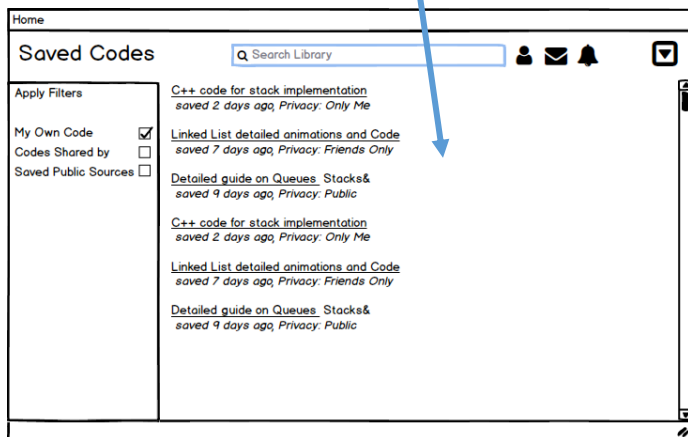 Home
Saved Codes
Search Library
Apply Filters
My Own Code
Codes Shared by
Saved Public Sources
C++ code for stack implementation
saved 2 days ago, Privacy: Only Me
Linked List detailed animations and Code
saved 7 days ago, Privacy: Friends Only
Detailed guide on Queues Stacks&
saved 9 days ago, Privacy: Public
C++ code for stack implementation
saved 2 days ago, Privacy: Only Me
Linked List detailed animations and Code
saved 7 days ago, Privacy: Friends Only
Detailed guide on Queues Stacks&
saved 9 days ago, Privacy: Public